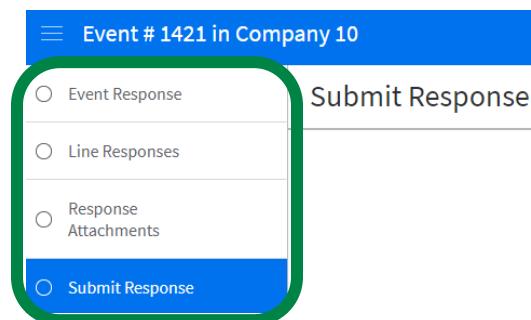 Event # 1421 in Company 10
Event Response
Submit Response
Line Responses
Response
Attachments
Submit Response